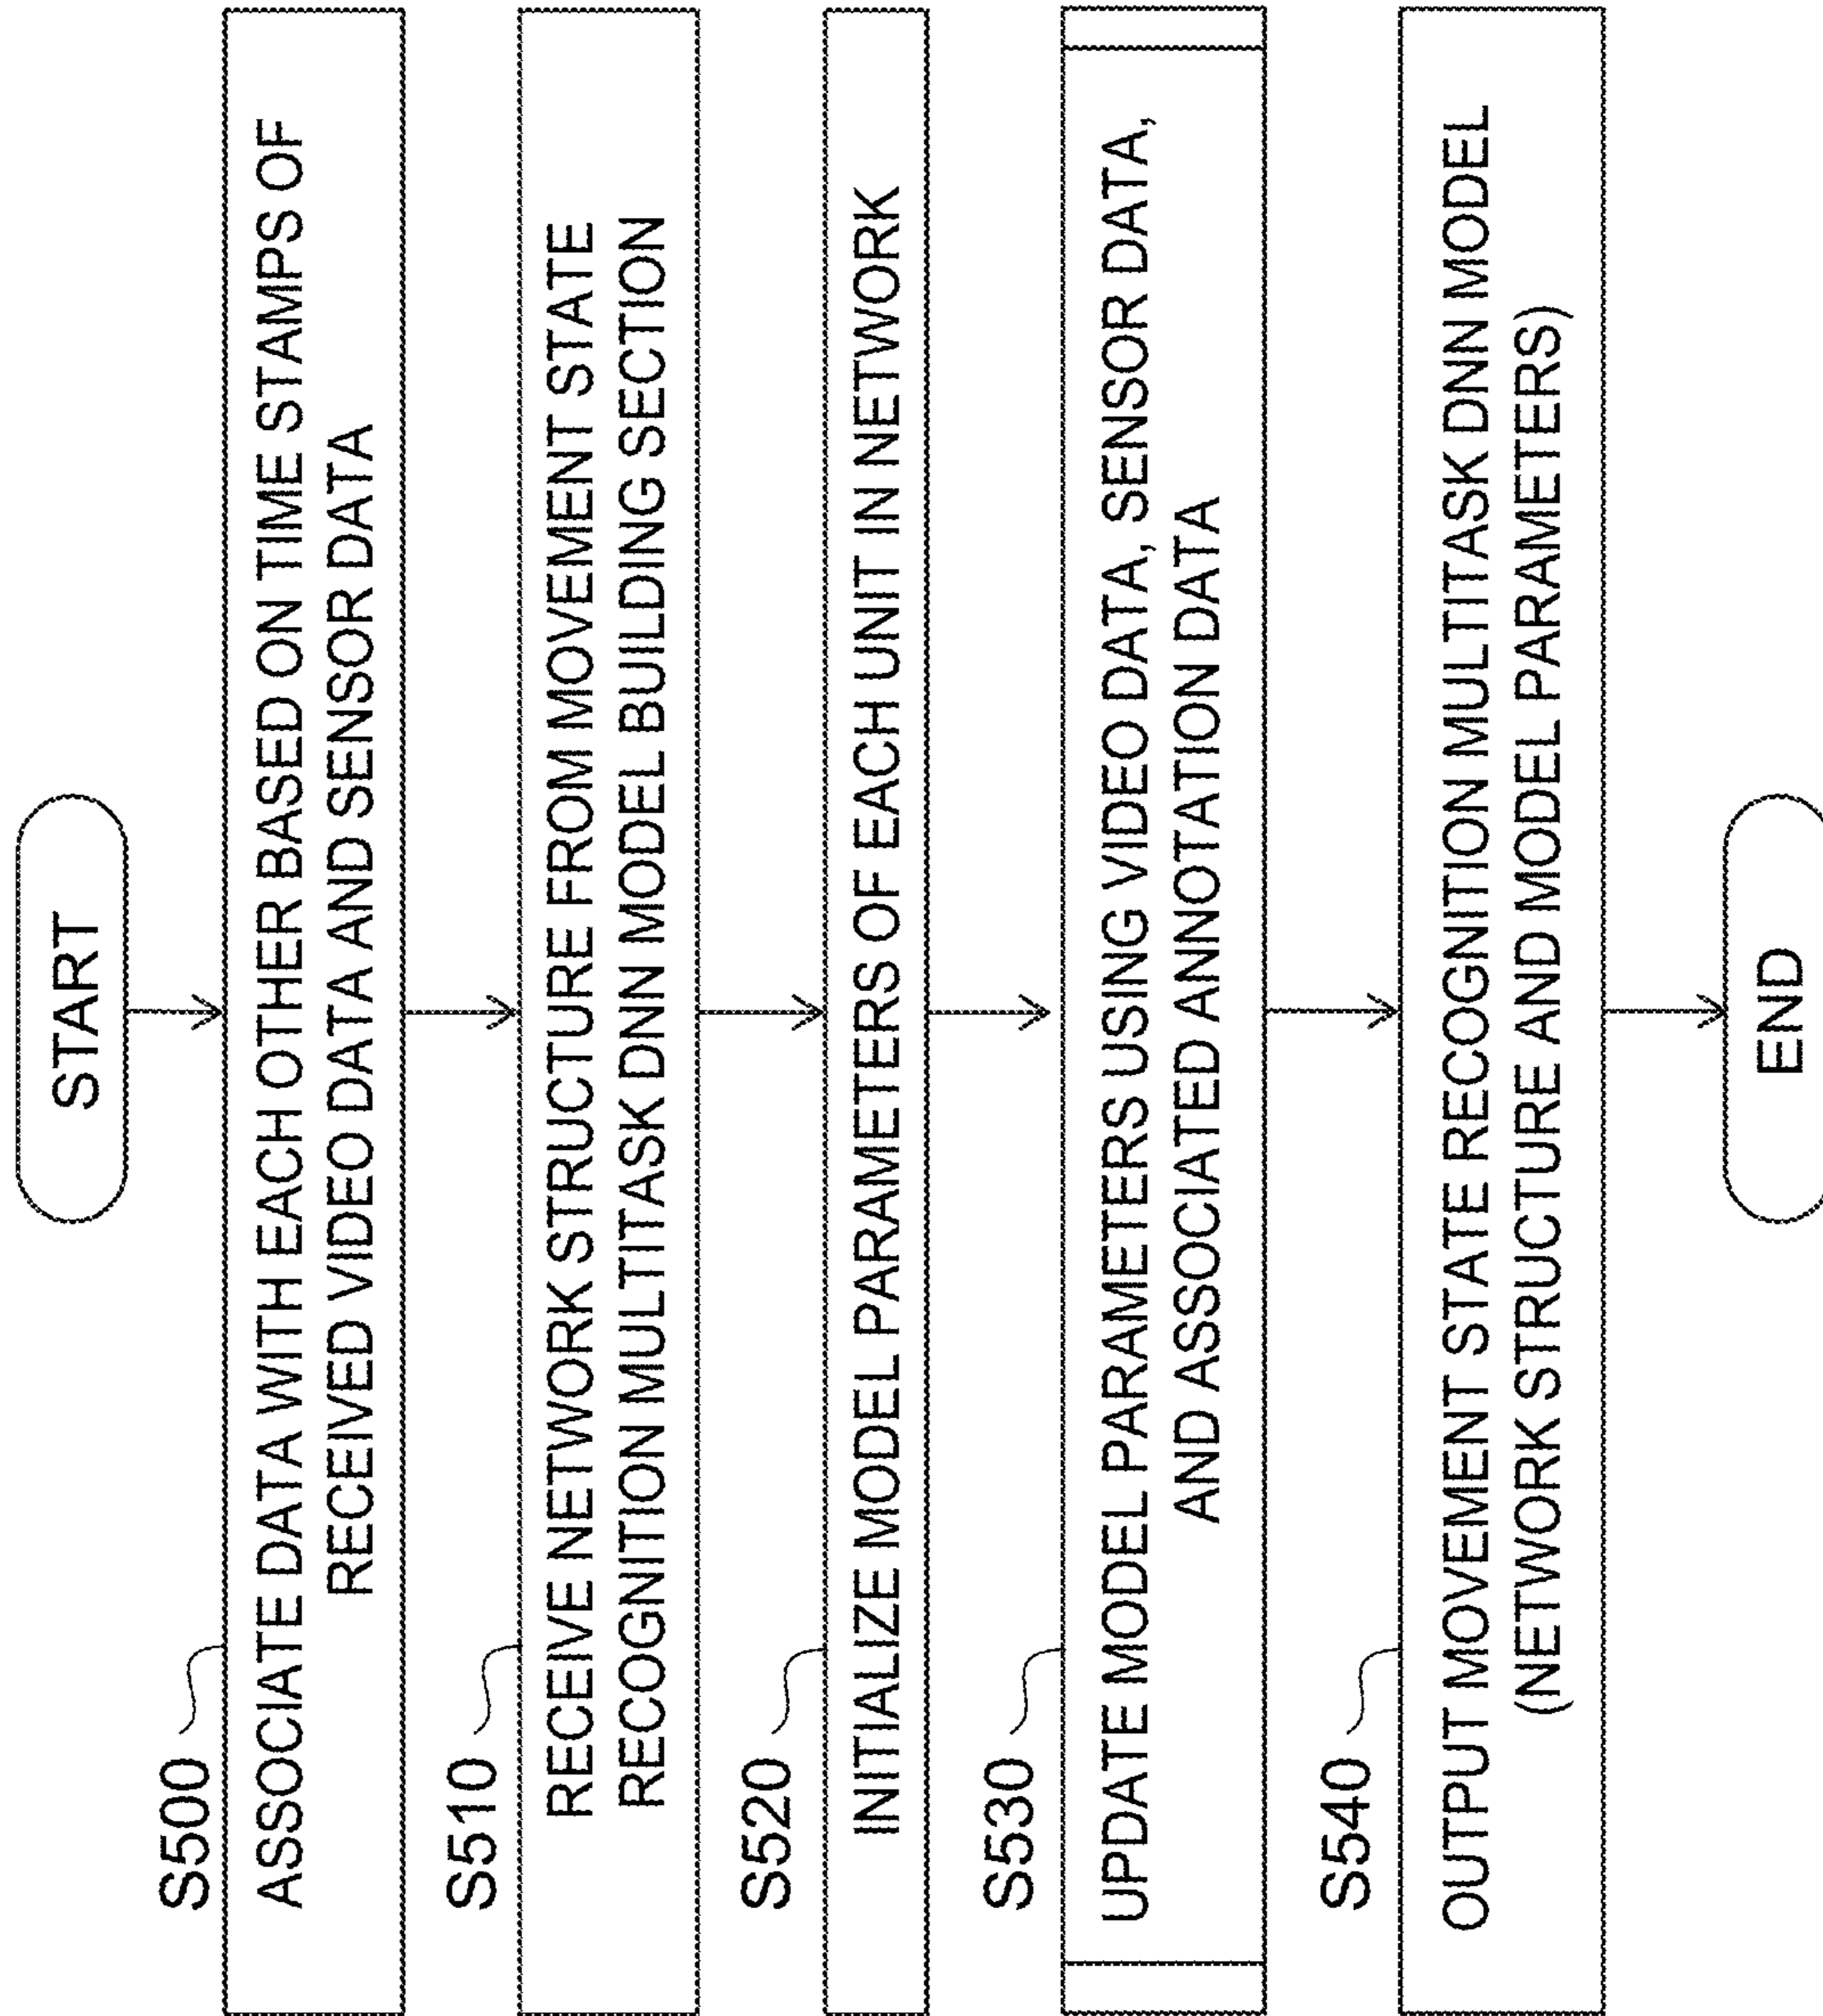 START
S500
ASSOCIATE DATA WITH EACH OTHER BASED ON TIME STAMPS OF
RECEIVED VIDEO DATA AND SENSOR DATA
S510
RECEIVE NETWORK STRUCTURE FROM MOVEMENT STATE
RECOGNITION MULTITASK DNN MODEL BUILDING SECTION
S520
INITIALIZE MODEL PARAMETERS OF EACH UNIT IN NETWORK
S530
UPDATE MODEL PARAMETERS USING VIDEO DATA, SENSOR DATA,
AND ASSOCIATED ANNOTATION DATA
S540
OUTPUT MOVEMENT STATE RECOGNITION MULTITASK DNN MODEL
(NETWORK STRUCTURE AND MODEL PARAMETERS)
END